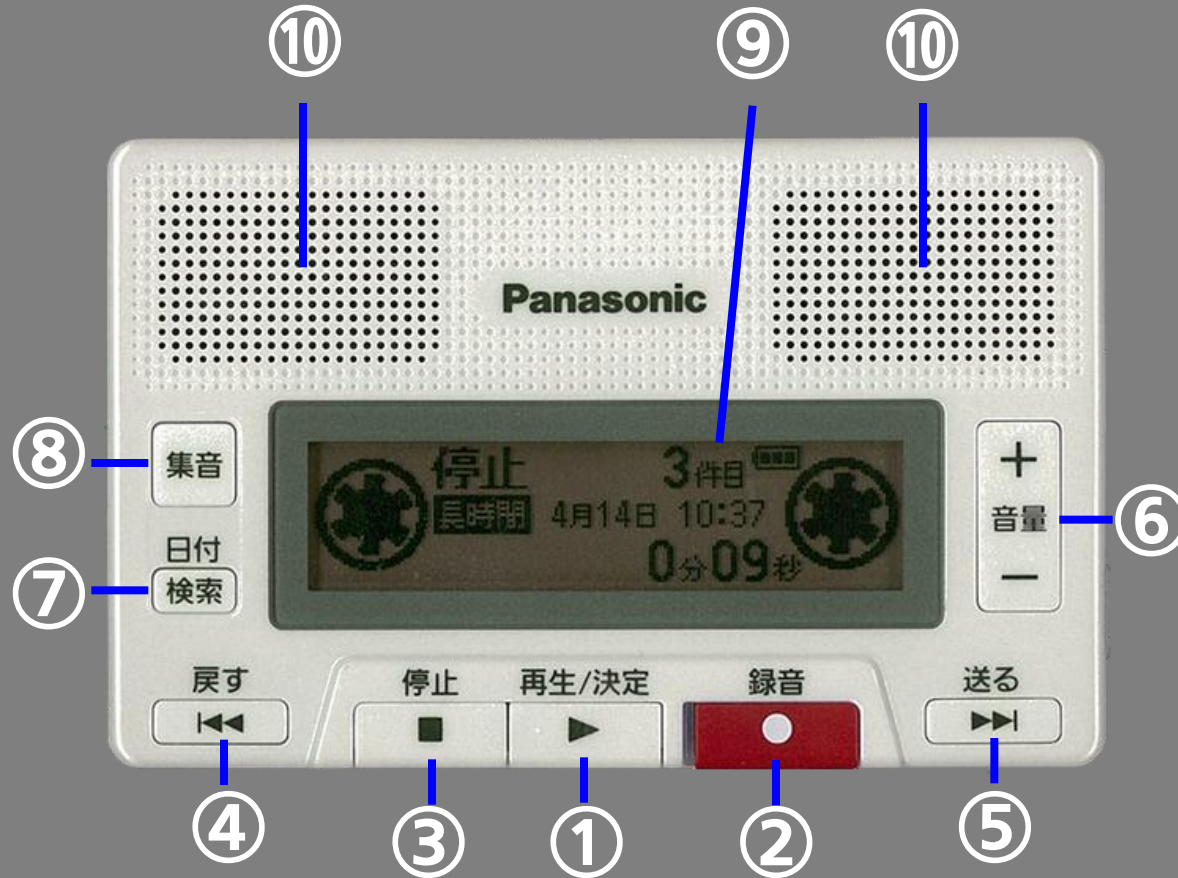 ⑩ ⑨ ⑩
Panasonic
⑧ 集音
停止 3件目
長時間 4月14日 10:37
0分09秒
+
音量
−
⑥
日付
⑦ 検索
戻す 停止 再生/決定 録音 送る
④ ③ ① ② ⑤